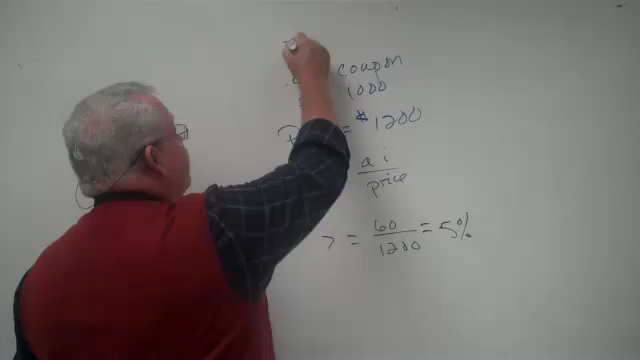 coupon
1000
= $1200
a i
price
= 60 / 1200 = 5%